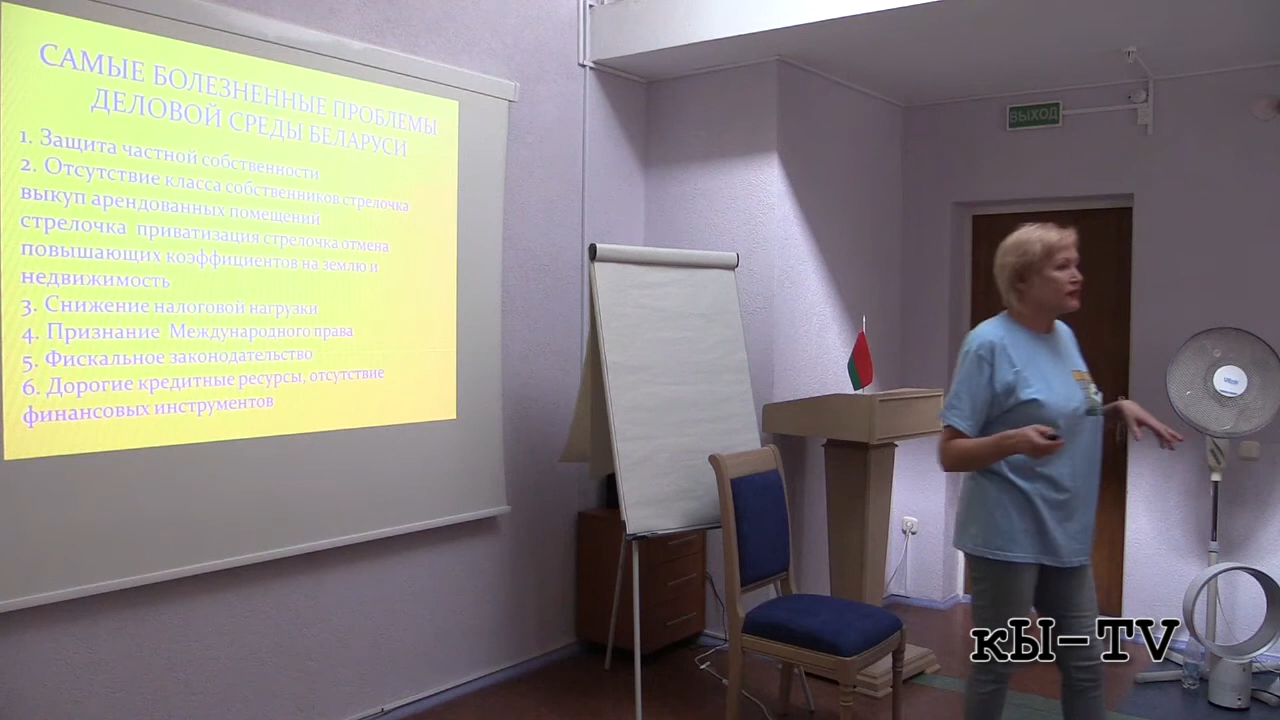 САМЫЕ БОЛЕЗНЕННЫЕ ПРОБЛЕМЫ
ДЕЛОВОЙ СРЕДЫ БЕЛАРУСИ
1. Защита частной собственности
2. Отсутствие класса собственников стрелочка
выкуп арендованных помещений
стрелочка приватизация стрелочка отмена
повышающих коэффициентов на землю и
недвижимость
3. Снижение налоговой нагрузки
4. Признание Международного права
5. Фискальное законодательство
6. Дорогие кредитные ресурсы, отсутствие
финансовых инструментов
ВЫХОД
кЫ-TV